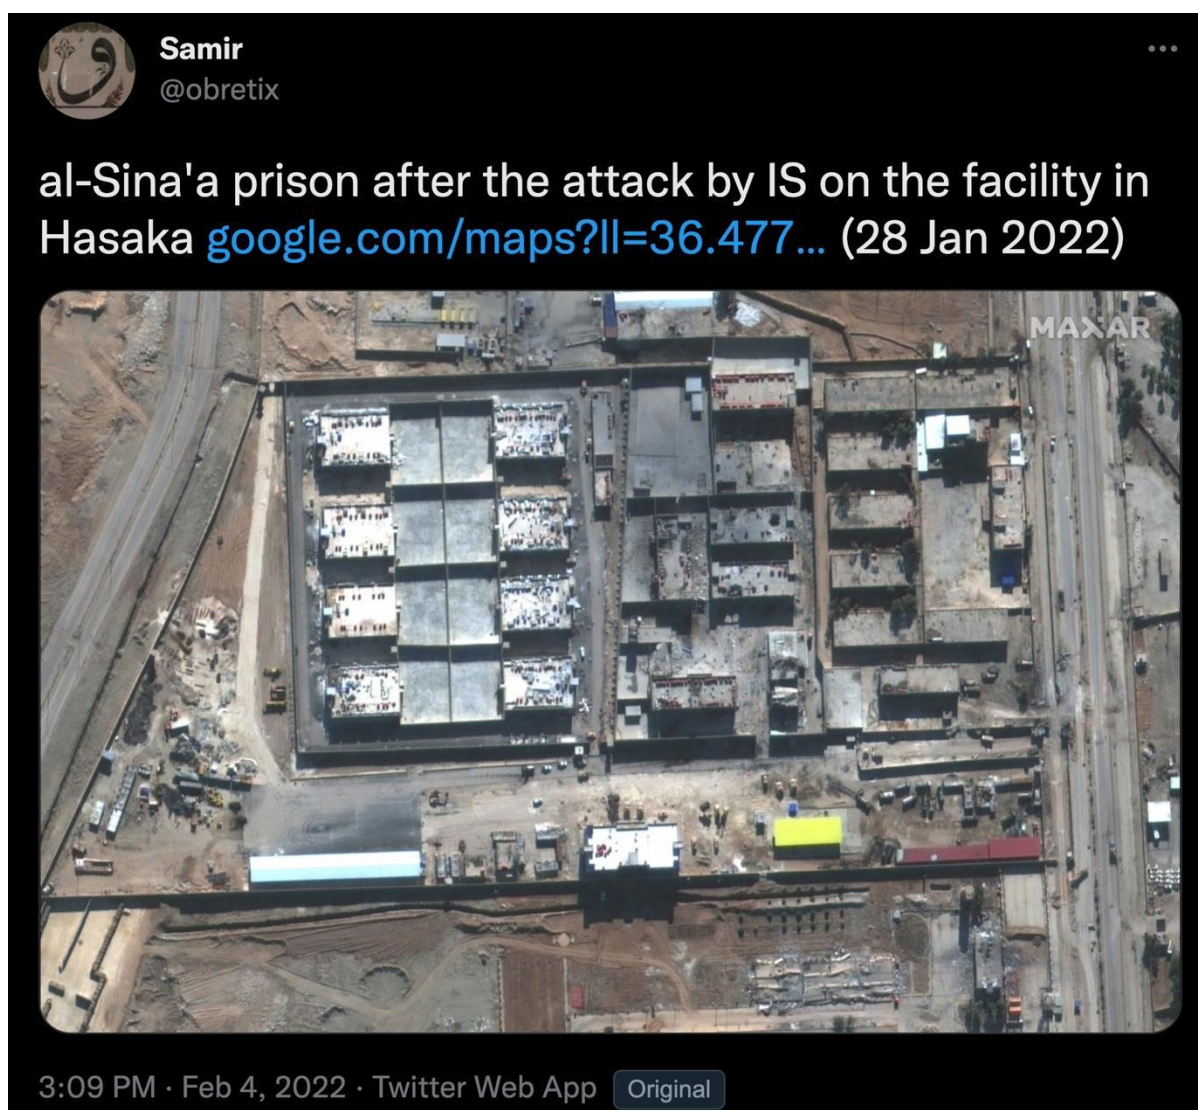 Samir
@obretix
al-Sina'a prison after the attack by IS on the facility in
Hasaka google.com/maps?ll=36.477... (28 Jan 2022)
MAXAR
3:09 PM · Feb 4, 2022 · Twitter Web App Original